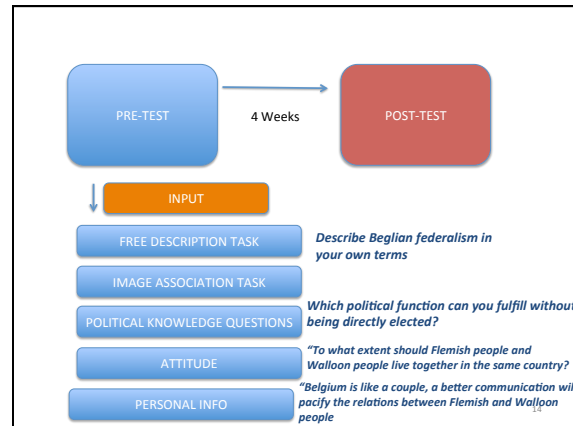 PRE-TEST
4 Weeks
POST-TEST
INPUT
FREE DESCRIPTION TASK
Describe Beglian federalism in
your own terms
IMAGE ASSOCIATION TASK
POLITICAL KNOWLEDGE QUESTIONS
Which political function can you fulfill without
being directly elected?
ATTITUDE
“To what extent should Flemish people and
Walloon people live together in the same country?
PERSONAL INFO
“Belgium is like a couple, a better communication will
pacify the relations between Flemish and Walloon
people
14